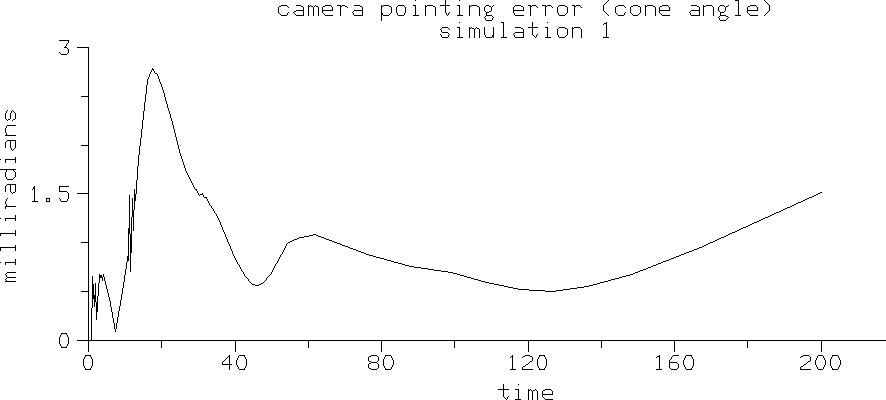 camera pointing error (cone angle)
simulation 1
3
milliradians
1.5
0
0 40 80 120 160 200
time